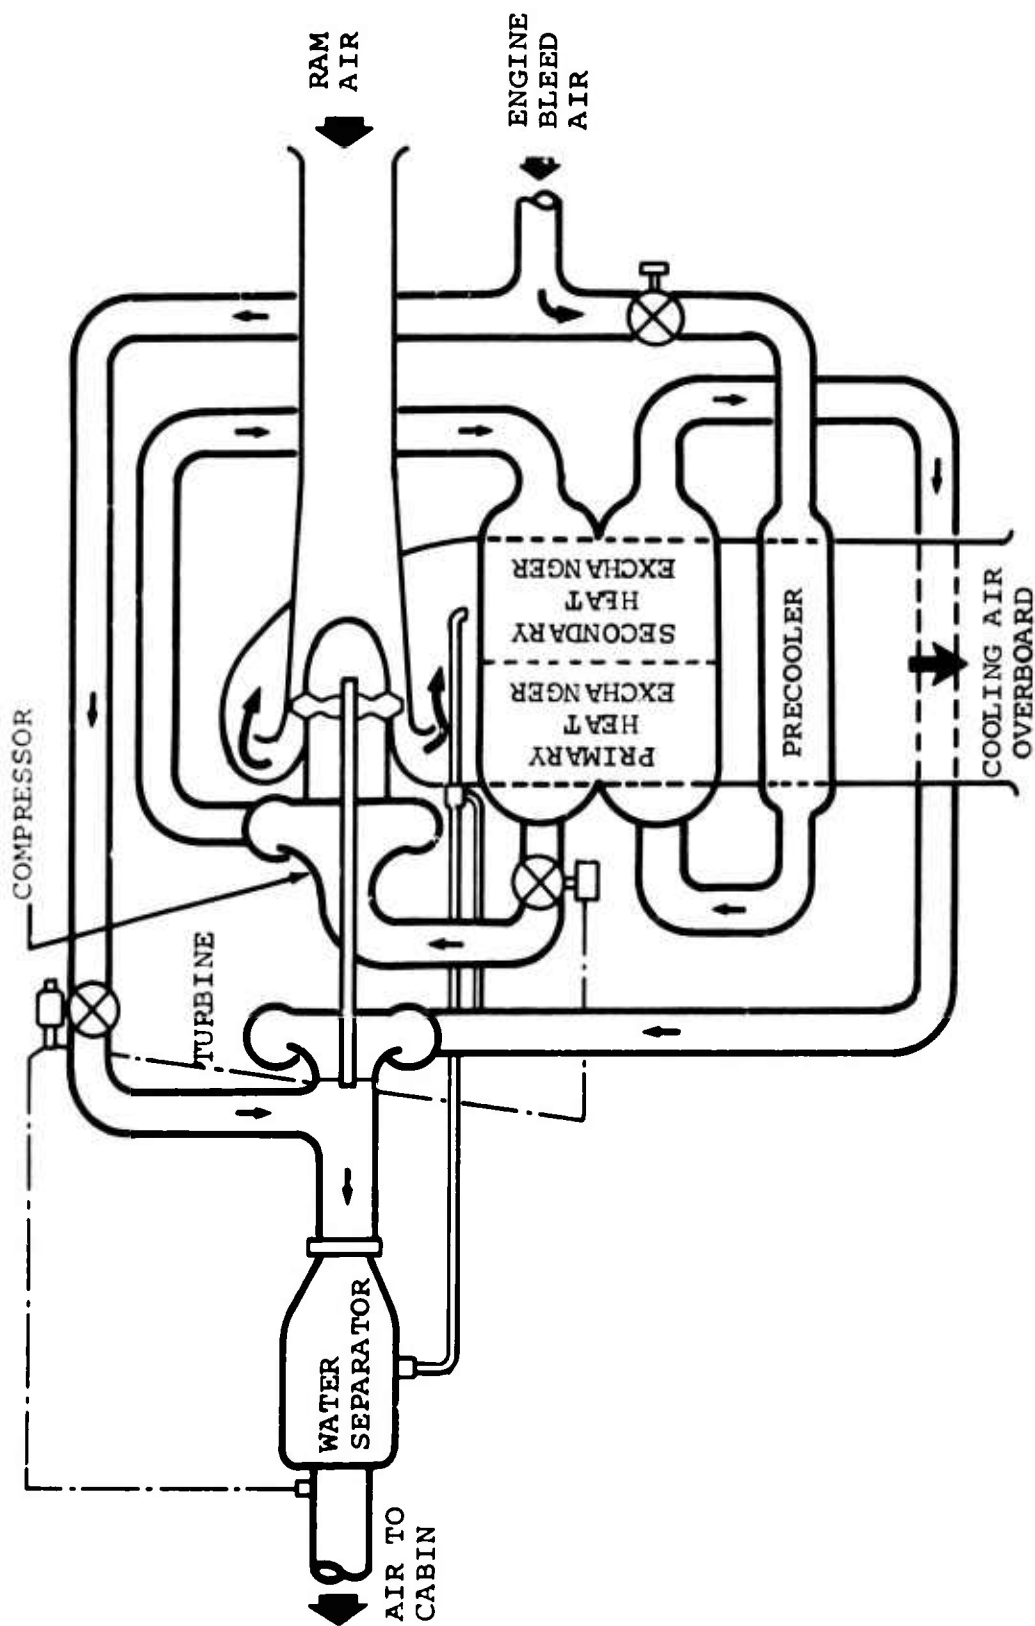 RAM
AIR
ENGINE
BLEED
AIR
COMPRESSOR
TURBINE
SECONDARY
HEAT
EXCHANGER
PRIMARY
HEAT
EXCHANGER
PRECOOLER
COOLING AIR
OVERBOARD
WATER
SEPARATOR
AIR TO
CABIN